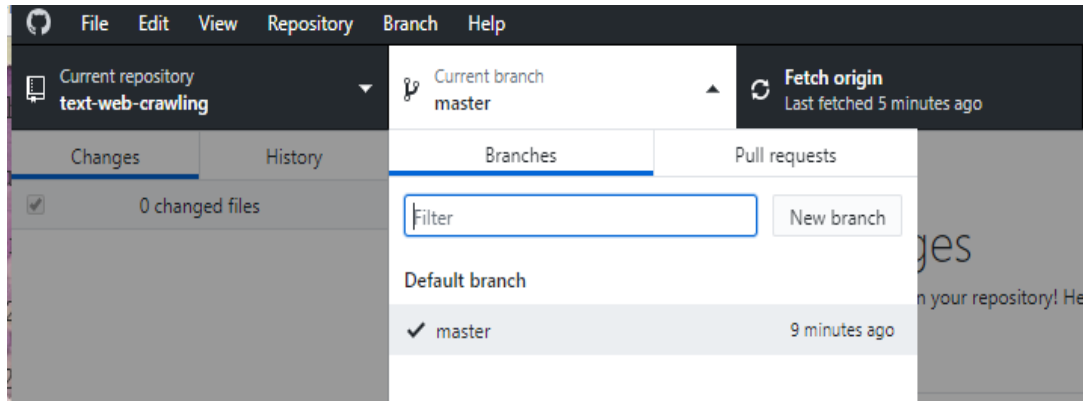 File Edit View Repository Branch Help
Current repository
text-web-crawling
Current branch
master
Fetch origin
Last fetched 5 minutes ago
Changes History
0 changed files
Branches Pull requests
Filter New branch
Default branch
master 9 minutes ago
ges
n your repository! He